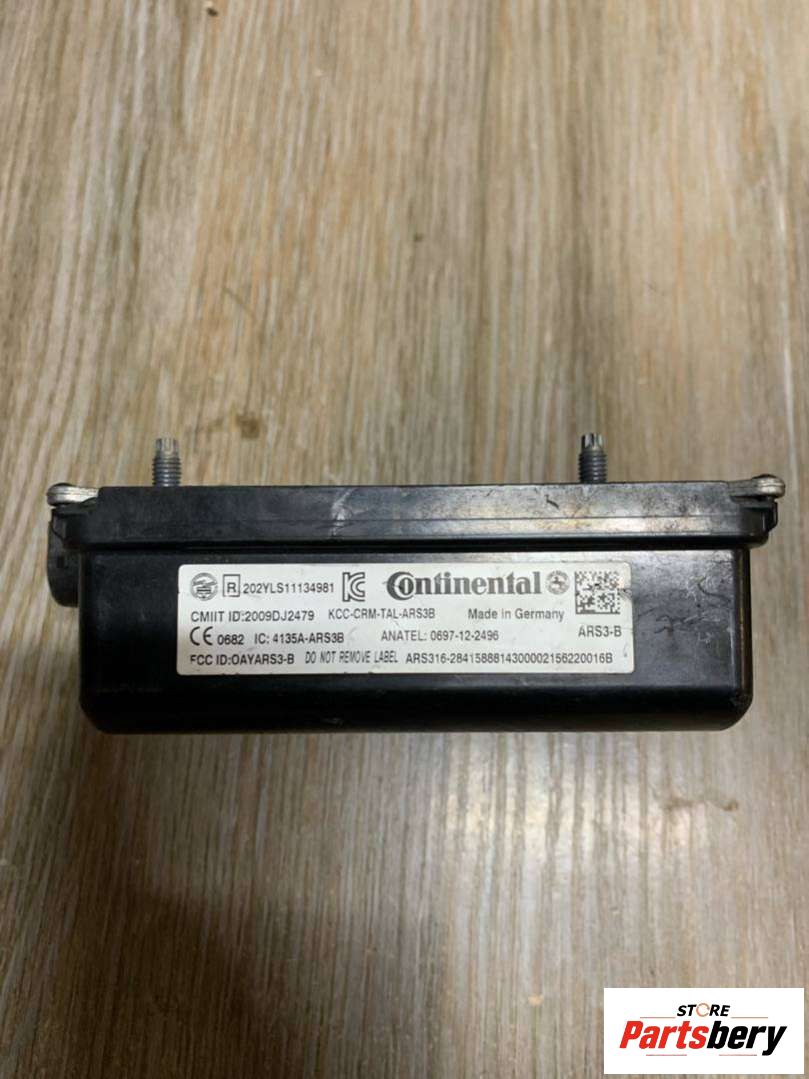 R 202YLS11134981 KC Continental
CMIIT ID:2009DJ2479 KCC-CRM-TAL-ARS3B Made in Germany
CE 0682 IC: 4135A-ARS3B ANATEL: 0697-12-2496 ARS3-B
FCC ID:OAYARS3-B DO NOT REMOVE LABEL ARS316-2841588814300002156220016B
STORE
Partsbery